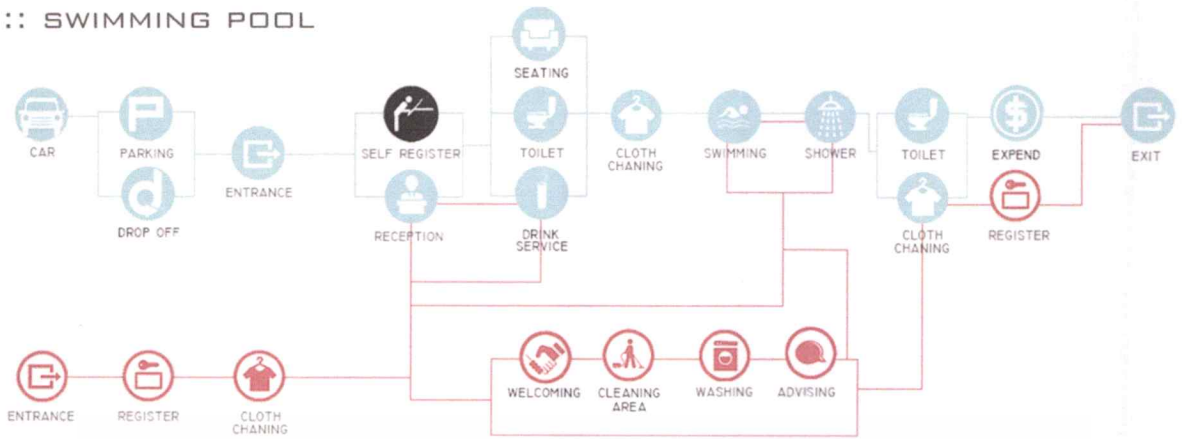 :: SWIMMING POOL
SEATING
CAR
PARKING
SELF REGISTER
TOILET
CLOTH
CHANING
SWIMMING
SHOWER
TOILET
EXPEND
EXIT
ENTRANCE
DROP OFF
RECEPTION
DRINK
SERVICE
CLOTH
CHANING
REGISTER
WELCOMING
CLEANING
AREA
WASHING
ADVISING
ENTRANCE
REGISTER
CLOTH
CHANING